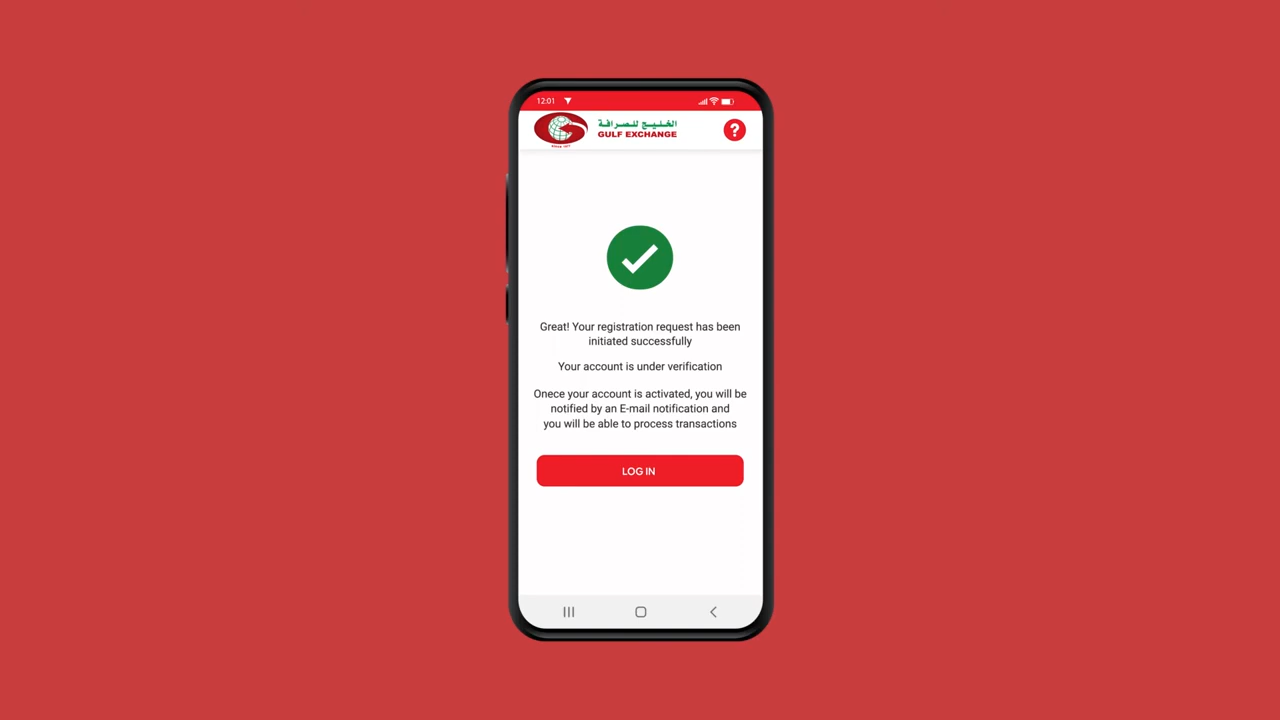 12:01
الخليج للصرافة
GULF EXCHANGE
?
Great! Your registration request has been
initiated successfully
Your account is under verification
Onece your account is activated, you will be
notified by an E-mail notification and
you will be able to process transactions
LOG IN